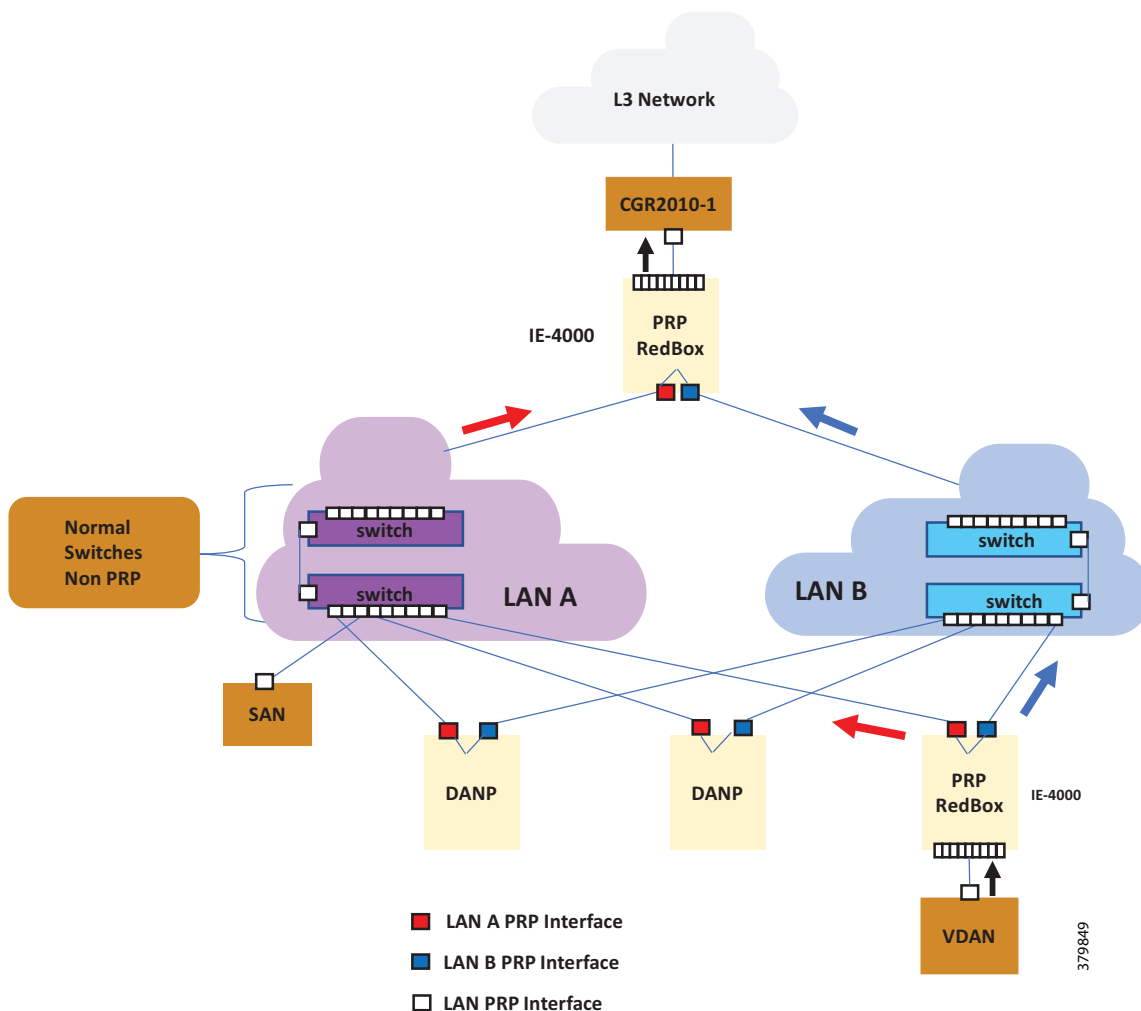 L3 Network
CGR2010-1
IE-4000
PRP
RedBox
Normal
Switches
Non PRP
switch
switch
LAN A
switch
LAN B
switch
SAN
DANP
DANP
PRP
RedBox
IE-4000
VDAN
LAN A PRP Interface
LAN B PRP Interface
LAN PRP Interface
379849